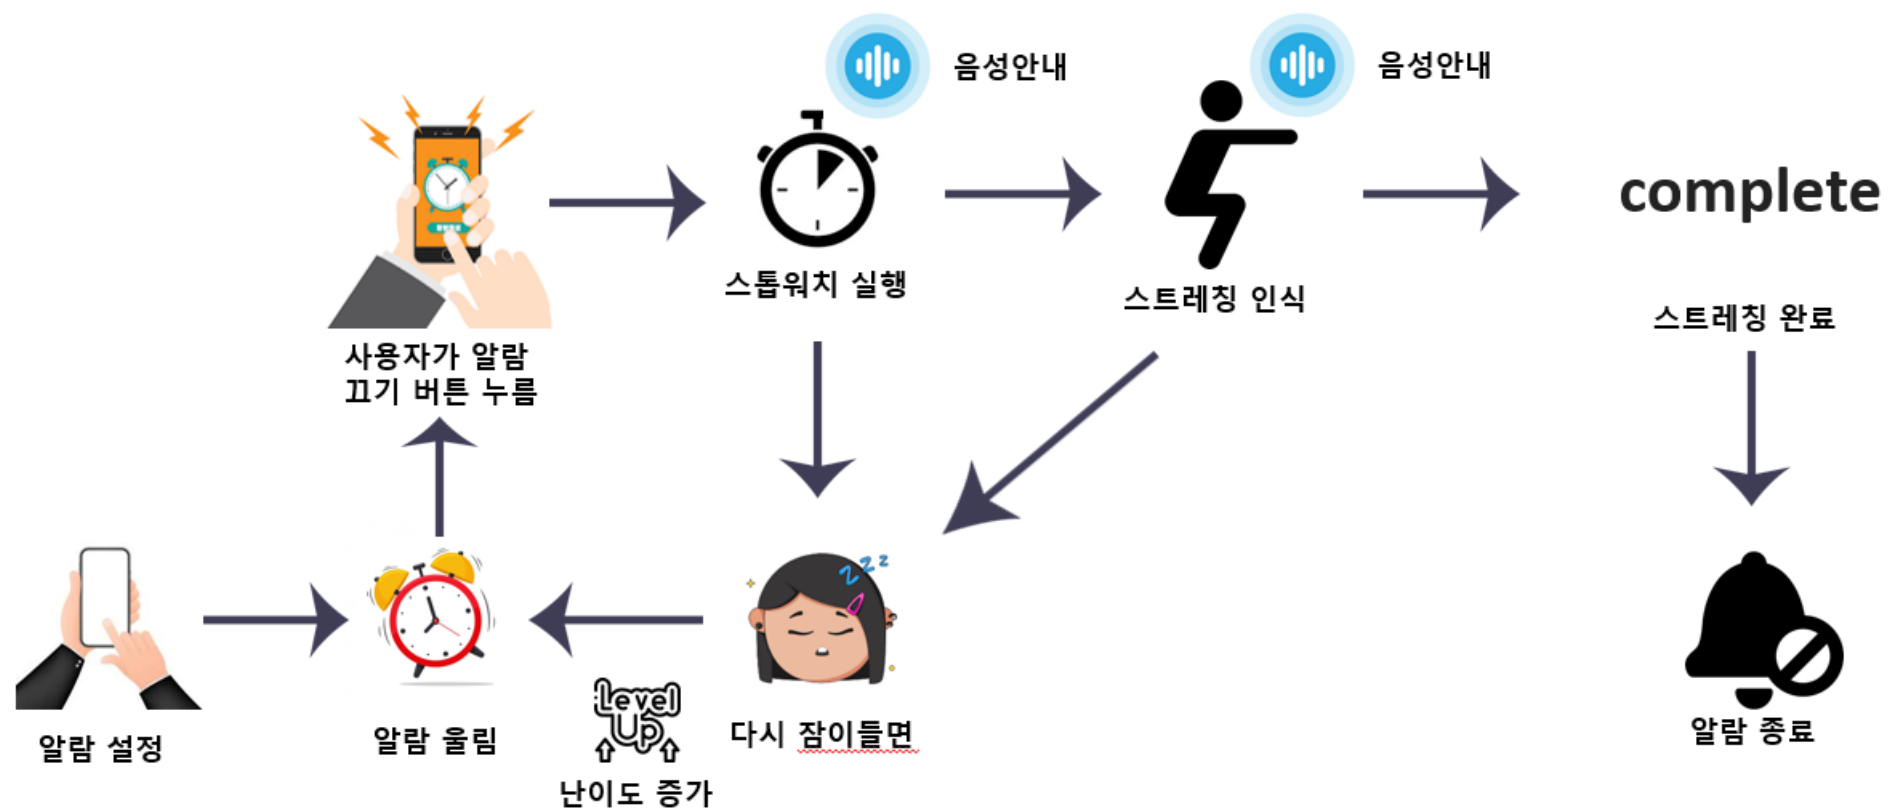 음성안내
음성안내
complete
스톱워치 실행
스트레칭 인식
스트레칭 완료
사용자가 알람
끄기 버튼 누름
zzz
Level
Up
알람 설정
알람 울림
다시 잠이들면
알람 종료
난이도 증가